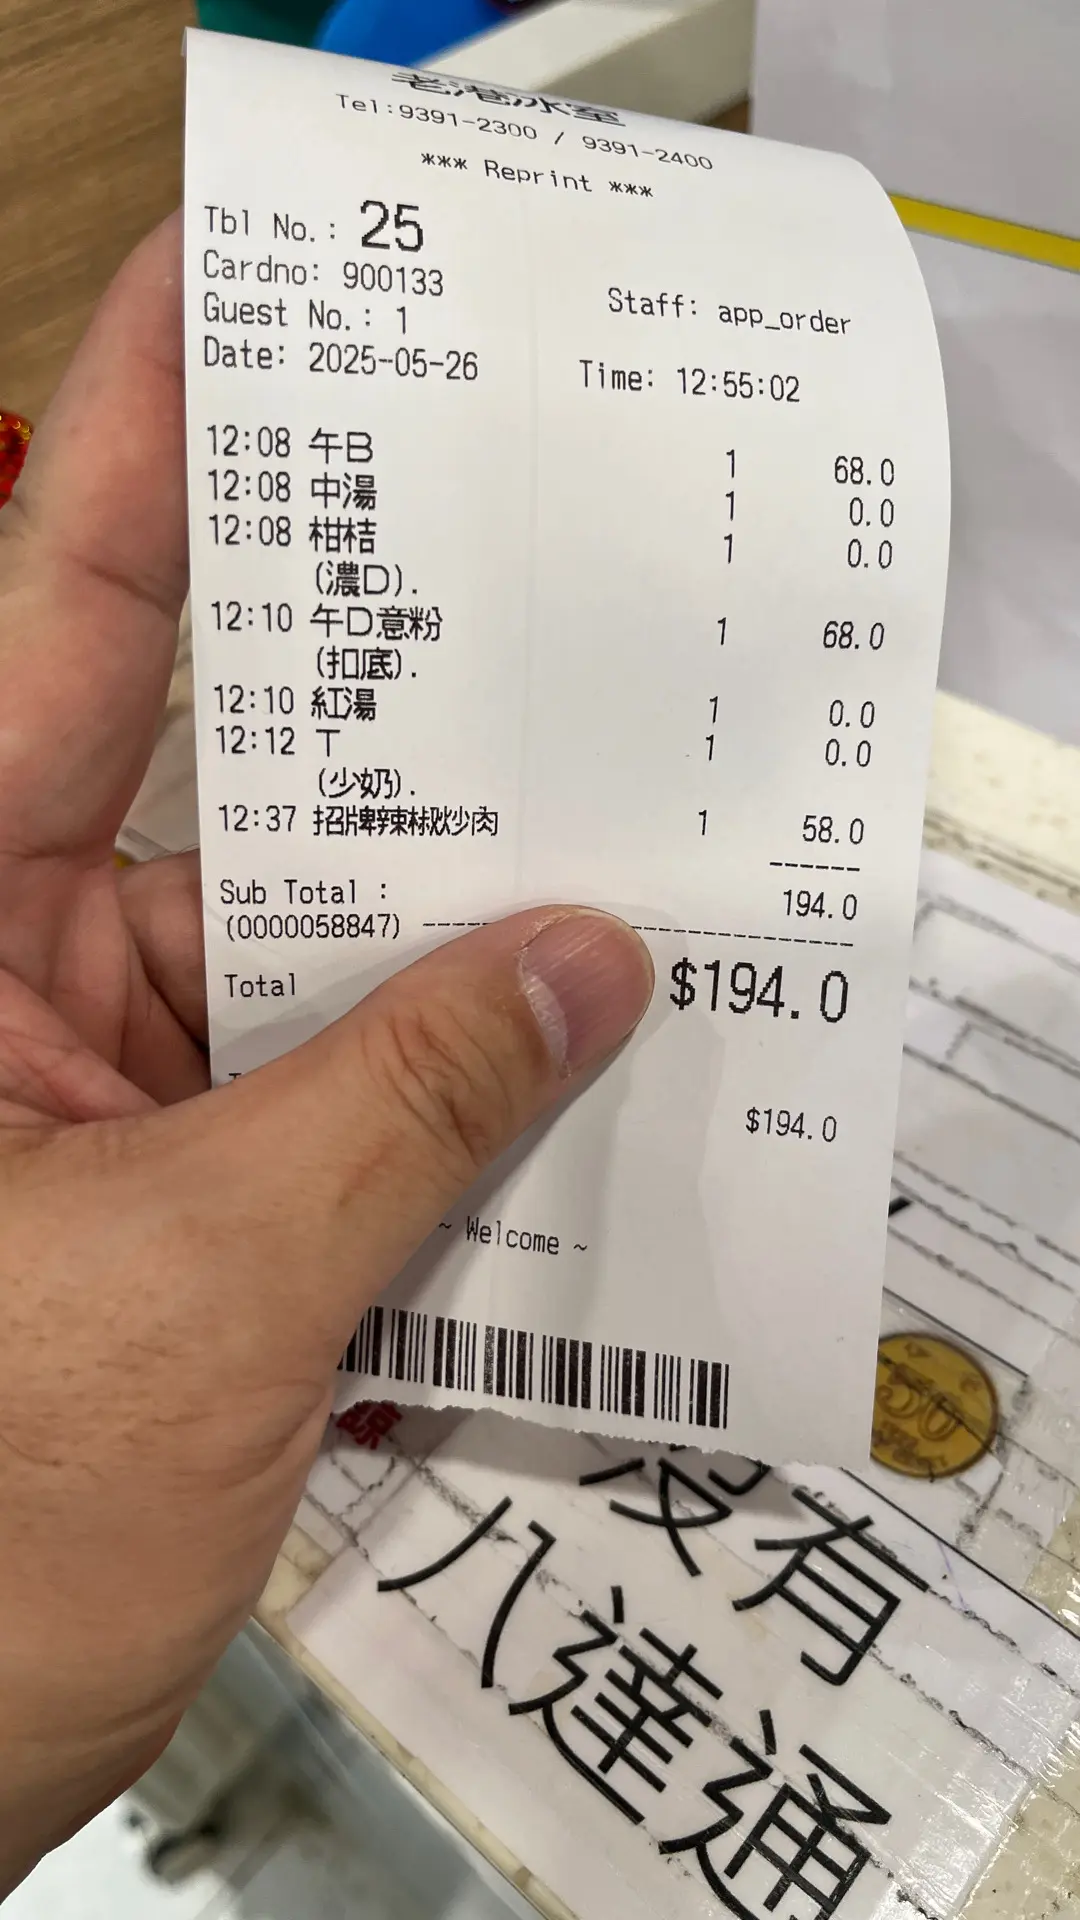 老港冰室
Tel:9391-2300 / 9391-2400
*** Reprint ***
Tbl No.: 25
Cardno: 900133
Staff: app_order
Guest No.: 1
Date: 2025-05-26 Time: 12:55:02
12:08 午B 1 68.0
12:08 中湯 1 0.0
12:08 柑桔 1 0.0
(濃D).
12:10 午D意粉 1 68.0
(扣底).
12:10 紅湯 1 0.0
12:12 T 1 0.0
(少奶).
12:37 招牌辣椒炒肉 1 58.0
Sub Total : 194.0
(0000058847)
Total $194.0
$194.0
~ Welcome ~
50
沒有
八達通